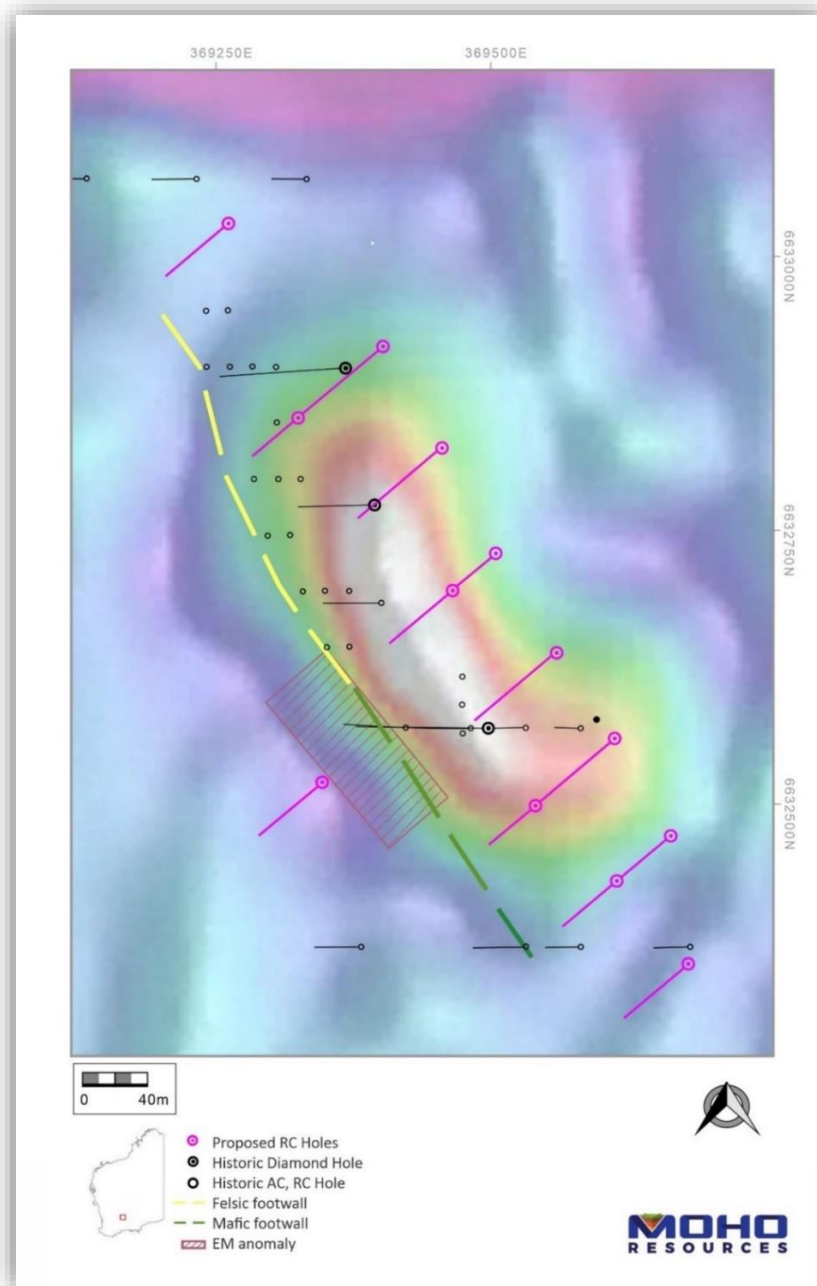 369250E
369500E
6633000N
6632750N
6632500N
0
40m
Proposed RC Holes
Historic Diamond Hole
Historic AC, RC Hole
Felsic footwall
Mafic footwall
EM anomaly
MOHO
RESOURCES